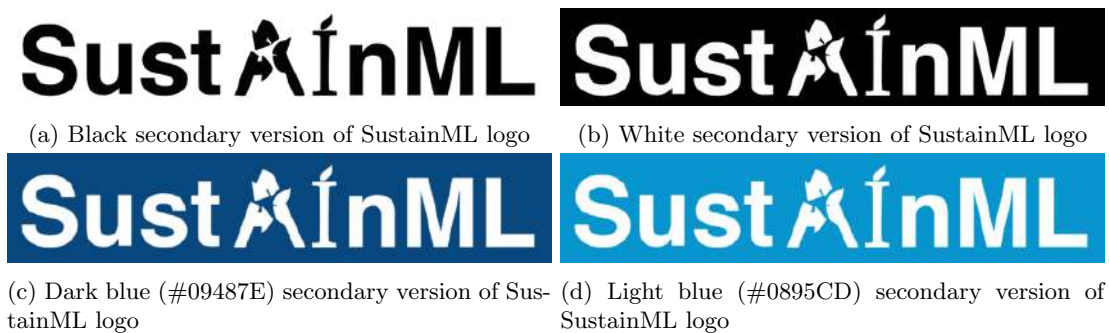 SustAInML SustAInML
(a) Black secondary version of SustainML logo (b) White secondary version of SustainML logo
SustAInML SustAInML
(c) Dark blue (#09487E) secondary version of Sus-
tainML logo
(d) Light blue (#0895CD) secondary version of
SustainML logo